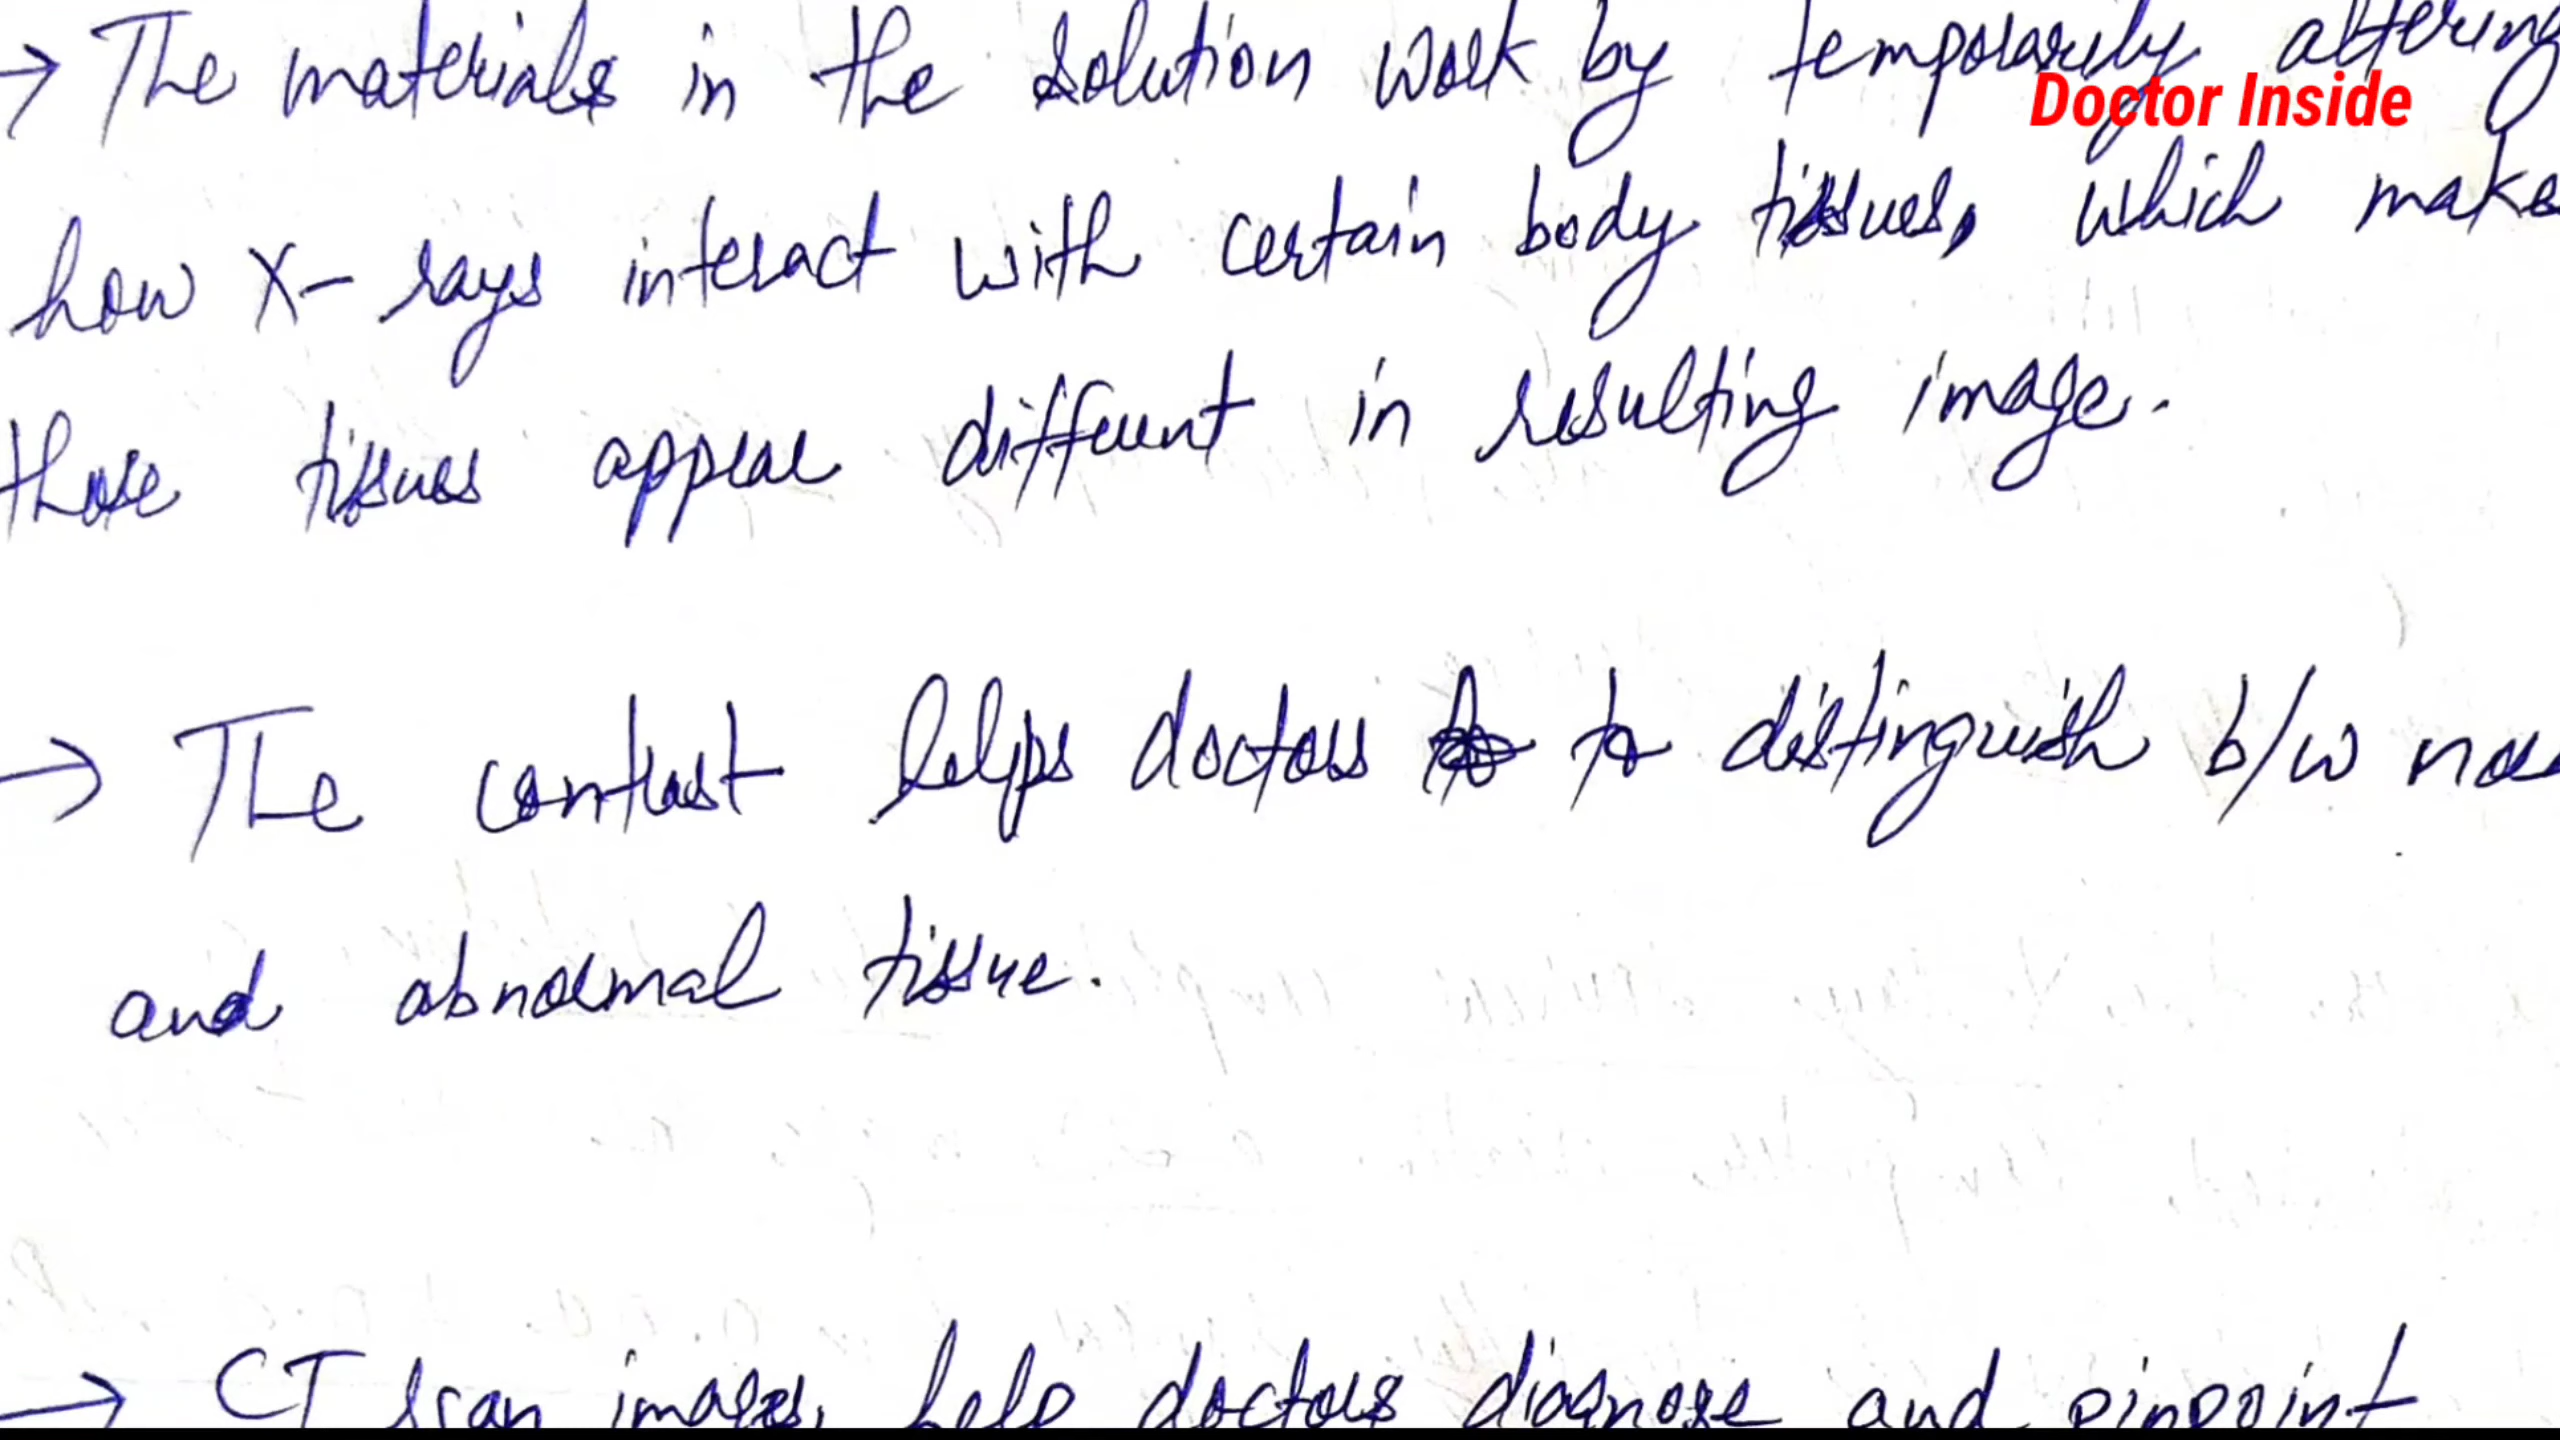 → The materials in the solution work by temporarily altering
Doctor Inside
how X-rays interact with certain body tissues, which make
those tissues appear different in resulting image.
→ The contrast helps doctors to distinguish b/w
and abnormal tissue.
→ CT scan images, help doctors diagnose and pinpoint